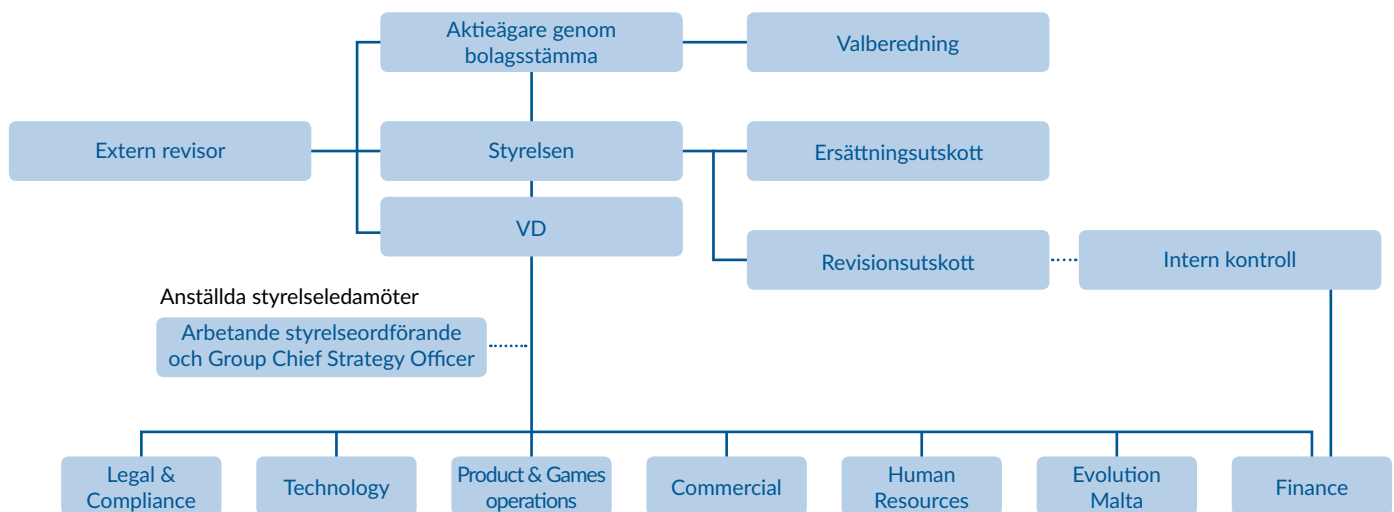 Aktieägare genom
bolagsstämma
Valberedning
Extern revisor
Styrelsen
Ersättningsutskott
VD
Revisionsutskott
Intern kontroll
Anställda styrelseledamöter
Arbetande styrelseordförande
och Group Chief Strategy Officer
Legal &
Compliance
Technology
Product & Games
operations
Commercial
Human
Resources
Evolution
Malta
Finance